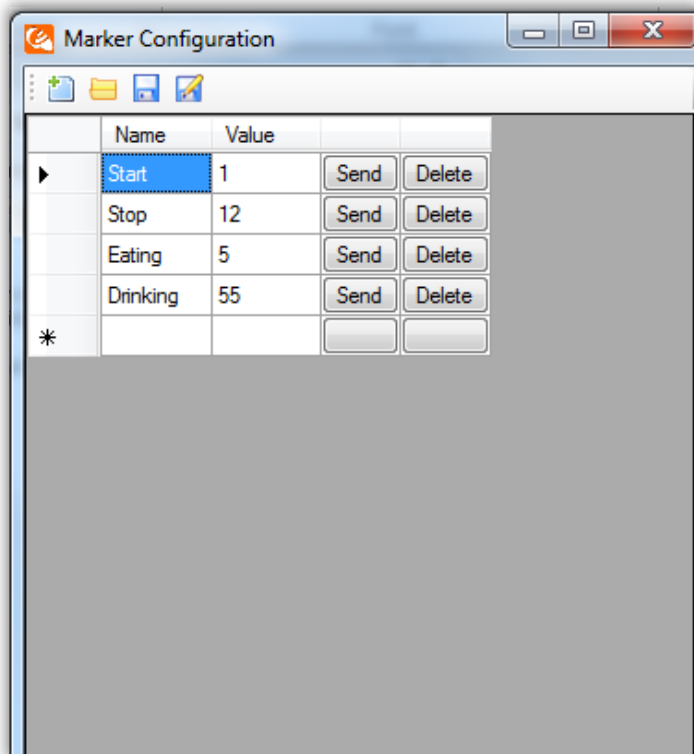 Marker Configuration
Name Value
Start 1 Send Delete
Stop 12 Send Delete
Eating 5 Send Delete
Drinking 55 Send Delete